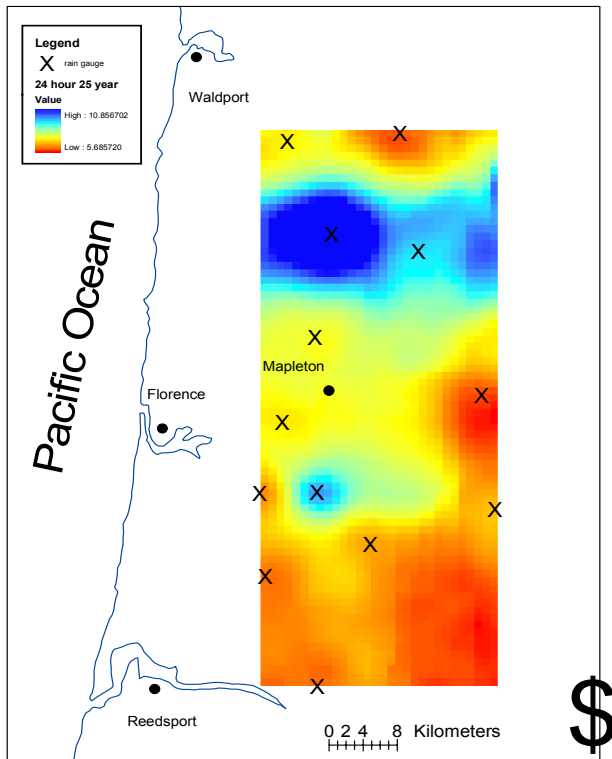 Legend
X rain gauge
24 hour 25 year
Value
High : 10.856702
Low : 5.685720
Waldport
X
X
X
X
Pacific Ocean
X
Mapleton
X
Florence
X
X
X
X
X
X
X
Reedsport
$
0 2 4 8 Kilometers